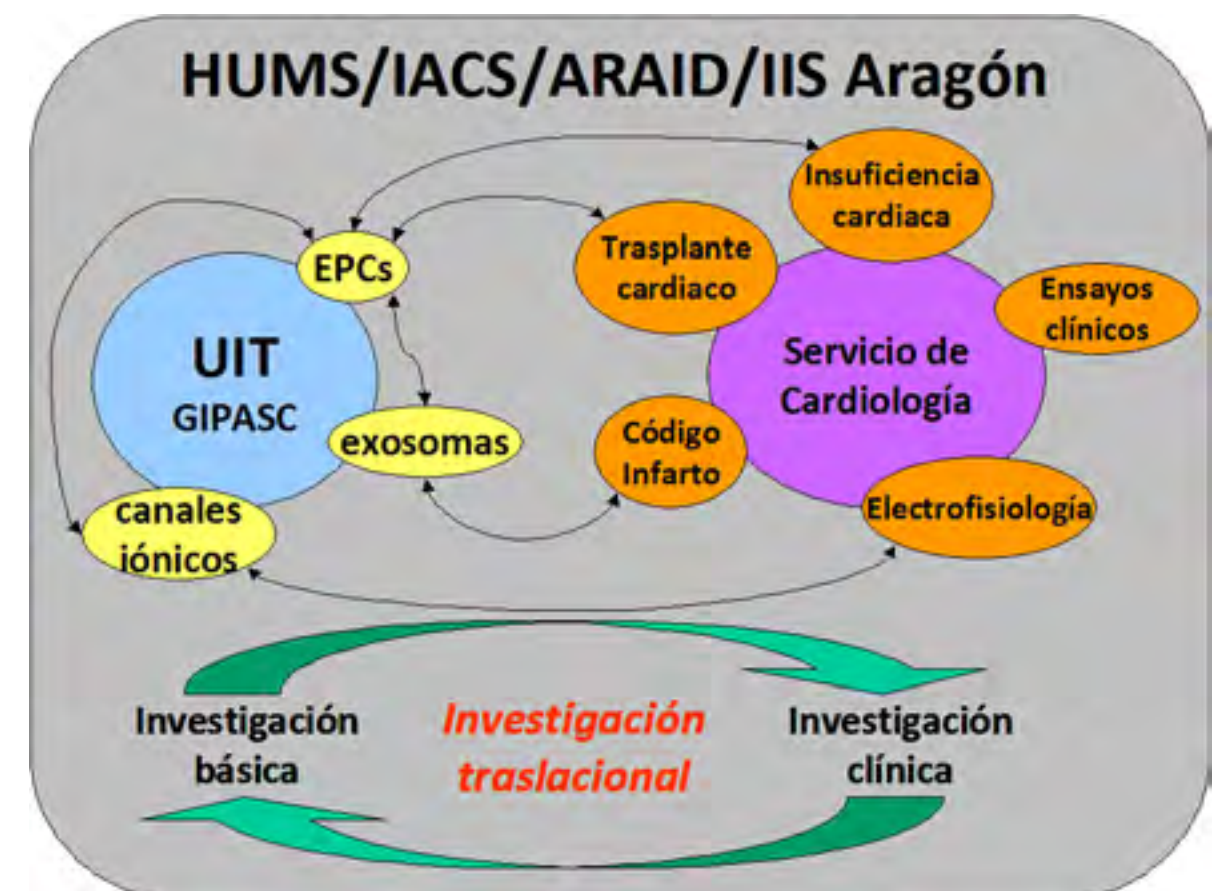 HUMS/IACS/ARAID/IIS Aragón
Insuficiencia
cardiaca
Trasplante
cardiaco
EPCs
Ensayos
clínicos
UIT
GIPASC
Servicio de
Cardiología
exosomas
Código
Infarto
Electrofisiología
canales
iónicos
Investigación
básica
Investigación
traslacional
Investigación
clínica